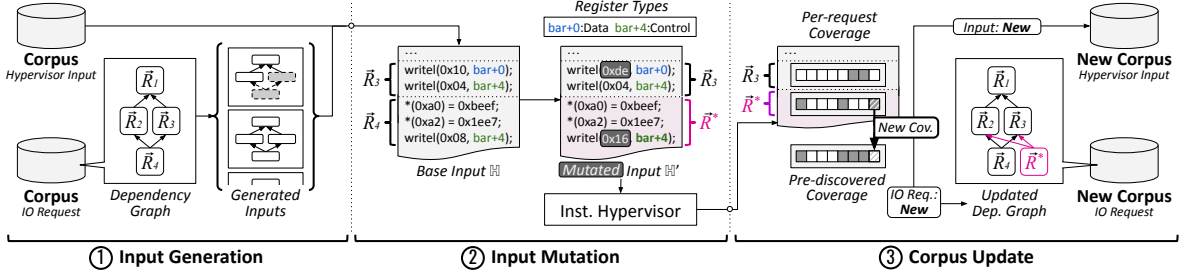 Corpus
Hypervisor Input
Corpus
IO Request
R⃗1
R⃗2 R⃗3
R⃗4
Dependency
Graph
Generated
Inputs
① Input Generation
Register Types
bar+0:Data bar+4:Control
R⃗3
R⃗4
...
writel(0x10, bar+0);
writel(0x04, bar+4);
*(0xa0) = 0xbeef;
*(0xa2) = 0x1ee7;
writel(0x08, bar+4);
Base Input ℍ
...
writel(0xde, bar+0);
writel(0x04, bar+4);
*(0xa0) = 0xbeef;
*(0xa2) = 0x1ee7;
writel(0x16, bar+4);
R⃗3
R⃗*
Mutated Input ℍ'
Inst. Hypervisor
② Input Mutation
Per-request
Coverage
...
R⃗3
R⃗*
New Cov.
Pre-discovered
Coverage
Input: New
IO Req.:
New
R⃗1
R⃗2 R⃗3
R⃗4 R⃗*
Updated
Dep. Graph
New Corpus
Hypervisor Input
New Corpus
IO Request
③ Corpus Update